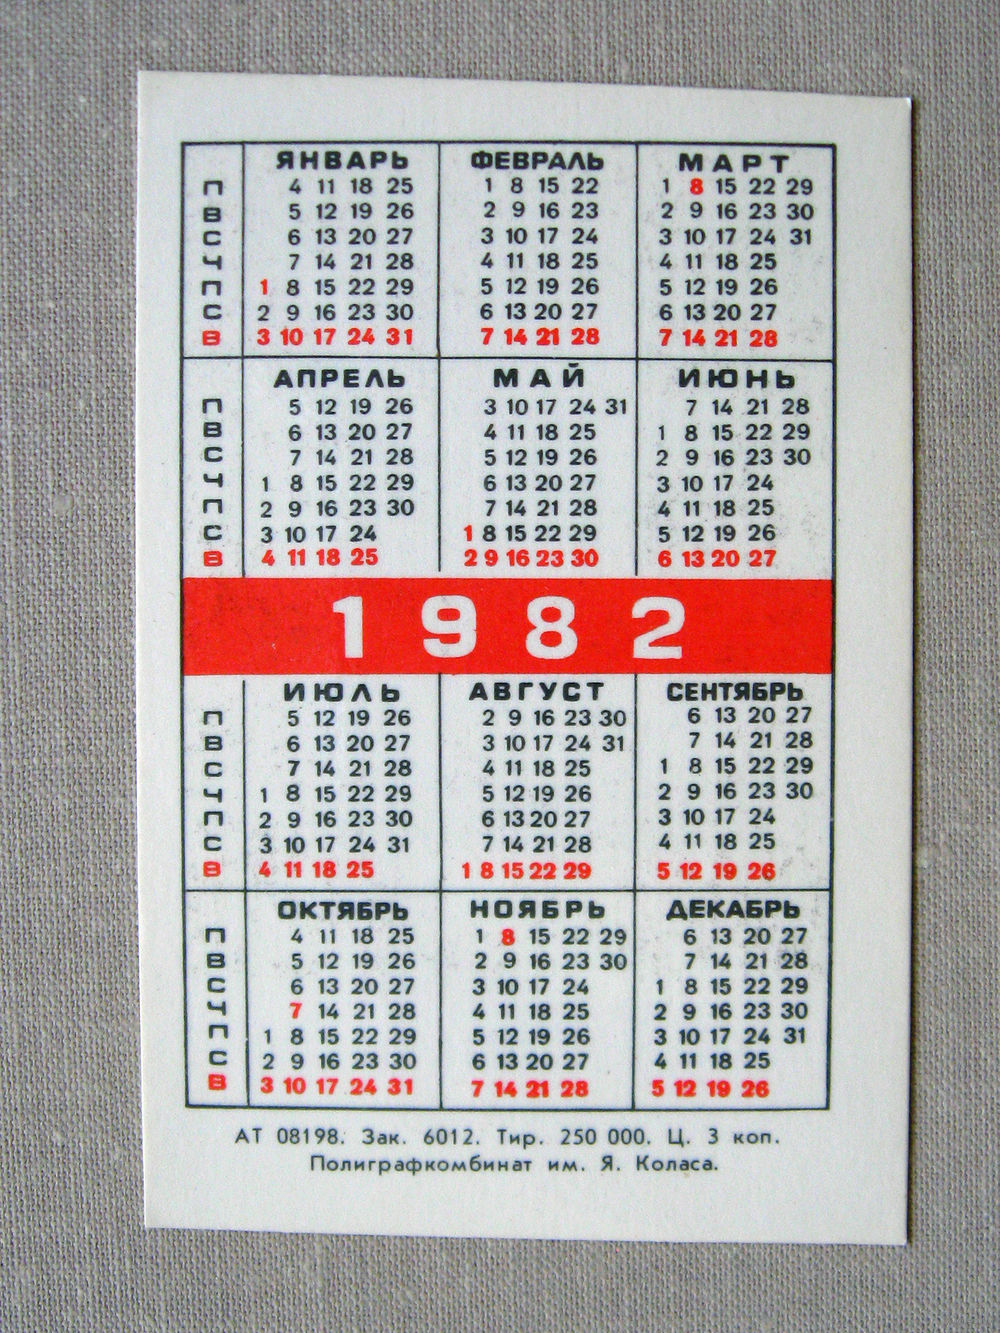 ЯНВАРЬ ФЕВРАЛЬ МАРТ
П 4 11 18 25 1 8 15 22 1 8 15 22 29
В 5 12 19 26 2 9 16 23 2 9 16 23 30
С 6 13 20 27 3 10 17 24 3 10 17 24 31
Ч 7 14 21 28 4 11 18 25 4 11 18 25
П 1 8 15 22 29 5 12 19 26 5 12 19 26
С 2 9 16 23 30 6 13 20 27 6 13 20 27
В 3 10 17 24 31 7 14 21 28 7 14 21 28
АПРЕЛЬ МАЙ ИЮНЬ
П 5 12 19 26 3 10 17 24 31 7 14 21 28
В 6 13 20 27 4 11 18 25 1 8 15 22 29
С 7 14 21 28 5 12 19 26 2 9 16 23 30
Ч 1 8 15 22 29 6 13 20 27 3 10 17 24
П 2 9 16 23 30 7 14 21 28 4 11 18 25
С 3 10 17 24 1 8 15 22 29 5 12 19 26
В 4 11 18 25 2 9 16 23 30 6 13 20 27
1982
ИЮЛЬ АВГУСТ СЕНТЯБРЬ
П 5 12 19 26 2 9 16 23 30 6 13 20 27
В 6 13 20 27 3 10 17 24 31 7 14 21 28
С 7 14 21 28 4 11 18 25 1 8 15 22 29
Ч 1 8 15 22 29 5 12 19 26 2 9 16 23 30
П 2 9 16 23 30 6 13 20 27 3 10 17 24
С 3 10 17 24 31 7 14 21 28 4 11 18 25
В 4 11 18 25 1 8 15 22 29 5 12 19 26
ОКТЯБРЬ НОЯБРЬ ДЕКАБРЬ
П 4 11 18 25 1 8 15 22 29 6 13 20 27
В 5 12 19 26 2 9 16 23 30 7 14 21 28
С 6 13 20 27 3 10 17 24 1 8 15 22 29
Ч 7 14 21 28 4 11 18 25 2 9 16 23 30
П 1 8 15 22 29 5 12 19 26 3 10 17 24 31
С 2 9 16 23 30 6 13 20 27 4 11 18 25
В 3 10 17 24 31 7 14 21 28 5 12 19 26
АТ 08198. Зак. 6012. Тир. 250 000. Ц. 3 коп.
Полиграфкомбинат им. Я. Коласа.